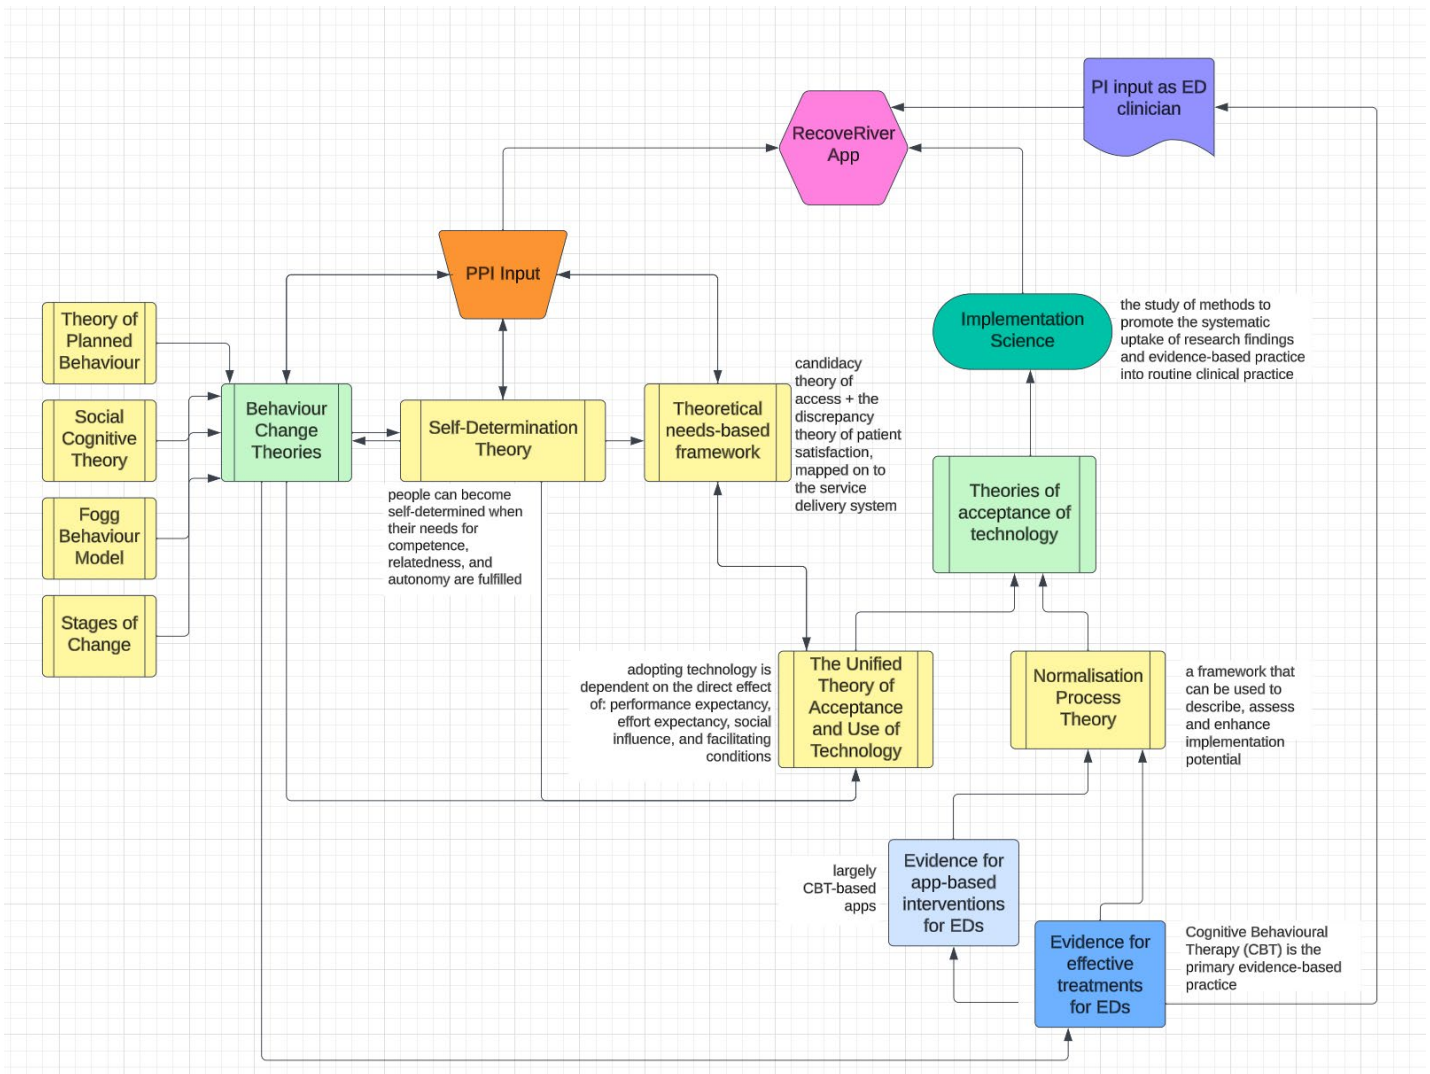 PI input as ED
clinician
RecoveRiver
App
PPI Input
Theory of
Planned
Behaviour
Social
Cognitive
Theory
Fogg
Behaviour
Model
Stages of
Change
Behaviour
Change
Theories
Self-Determination
Theory
people can become
self-determined when
their needs for
competence,
relatedness, and
autonomy are fulfilled
Theoretical
needs-based
framework
candidacy
theory of
access + the
discrepancy
theory of patient
satisfaction,
mapped on to
the service
delivery system
Implementation
Science
the study of methods to
promote the systematic
uptake of research findings
and evidence-based practice
into routine clinical practice
Theories of
acceptance of
technology
adopting technology is
dependent on the direct effect
of: performance expectancy,
effort expectancy, social
influence, and facilitating
conditions
The Unified
Theory of
Acceptance
and Use of
Technology
Normalisation
Process
Theory
a framework that
can be used to
describe, assess
and enhance
implementation
potential
largely
CBT-based
apps
Evidence for
app-based
interventions
for EDs
Evidence for
effective
treatments
for EDs
Cognitive Behavioural
Therapy (CBT) is the
primary evidence-based
practice